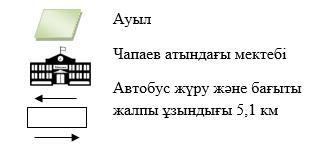 Ауыл
Чапаев атындағы мектебі
Автобус жүру және бағыты
жалпы ұзындығы 5,1 км